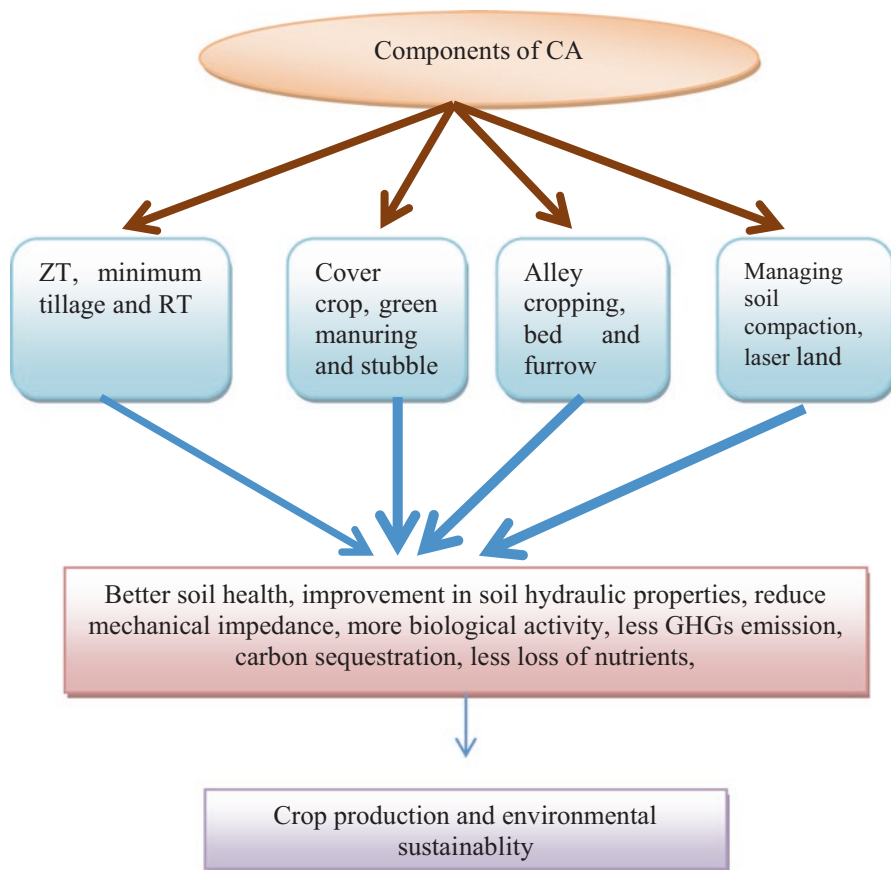 Components of CA
ZT, minimum
tillage and RT
Cover
crop, green
manuring
and stubble
Alley
cropping,
bed and
furrow
Managing
soil
compaction,
laser land
Better soil health, improvement in soil hydraulic properties, reduce
mechanical impedance, more biological activity, less GHGs emission,
carbon sequestration, less loss of nutrients,
Crop production and environmental
sustainablity